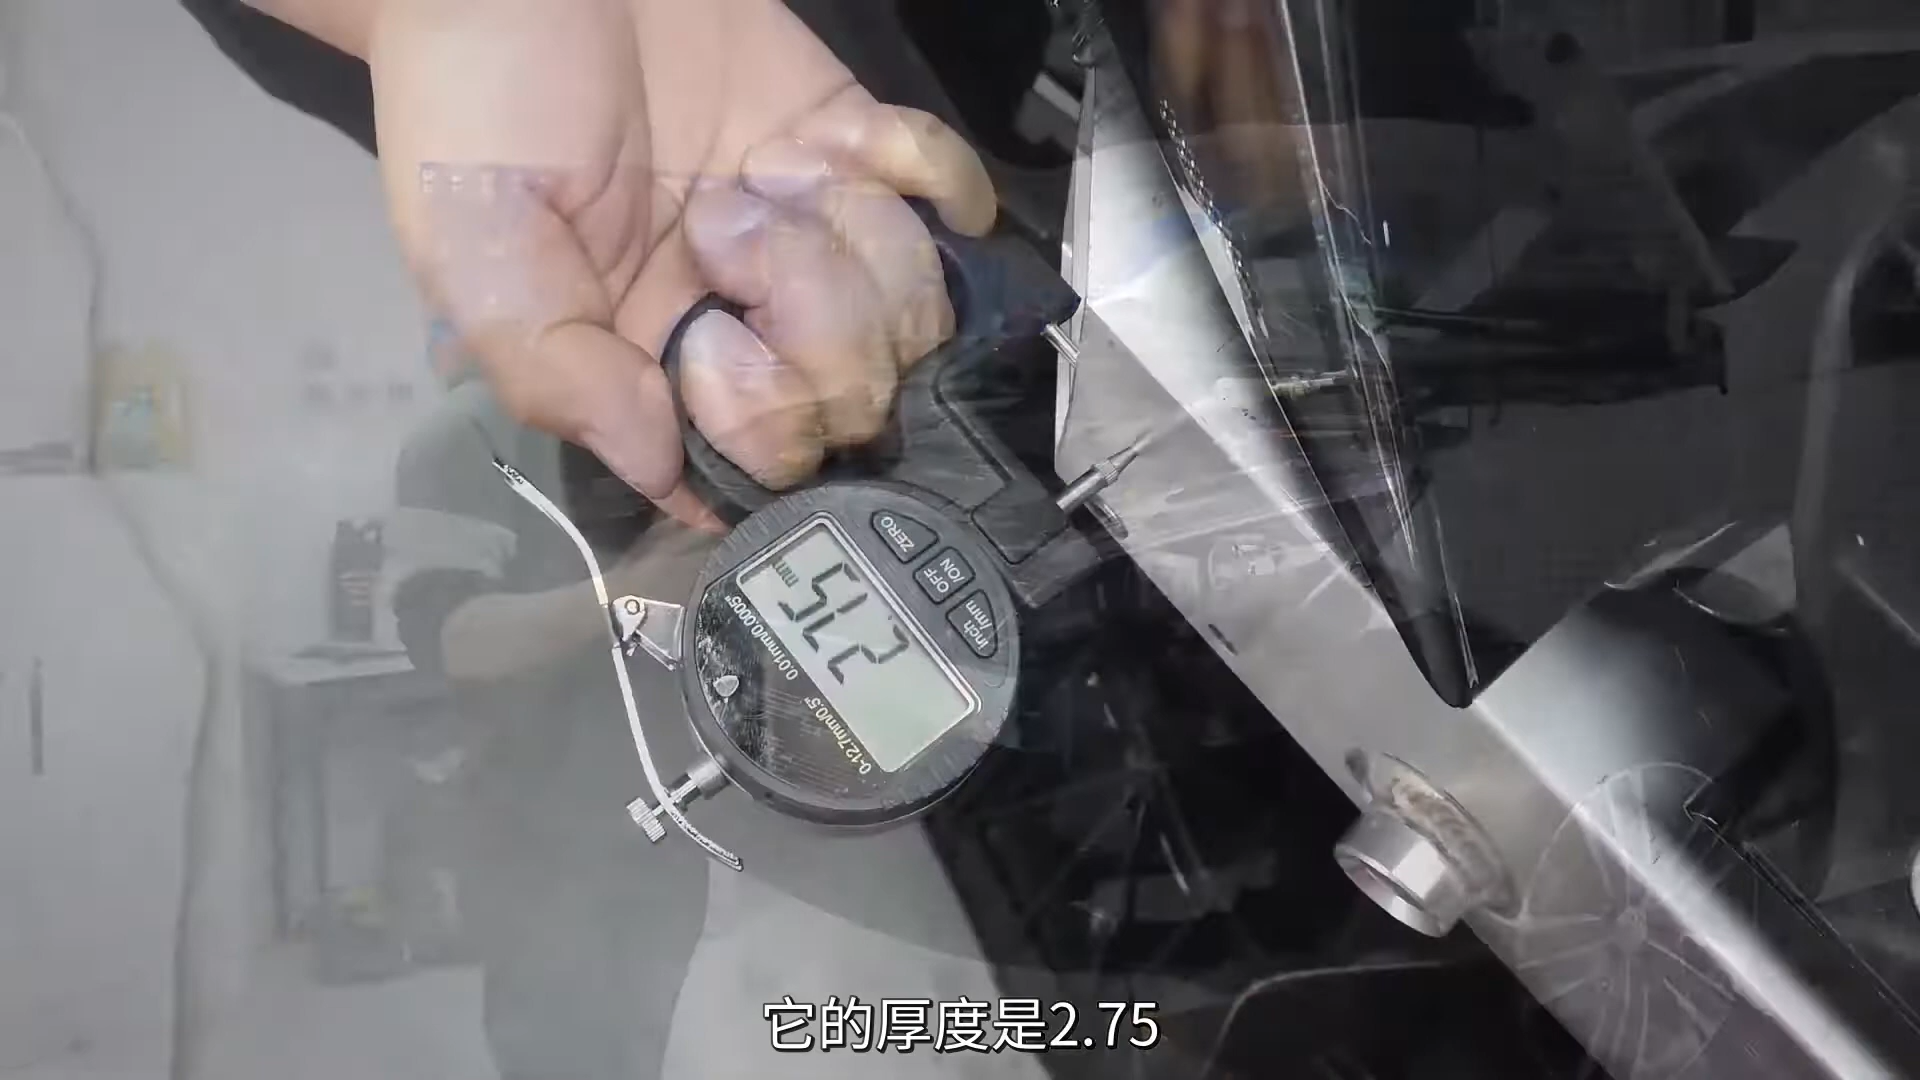 ZERO
OFF
/ON
inch
/mm
2.75
mm
0.01mm/0.0005"
0-12.7mm/0.5"
它的厚度是2.75